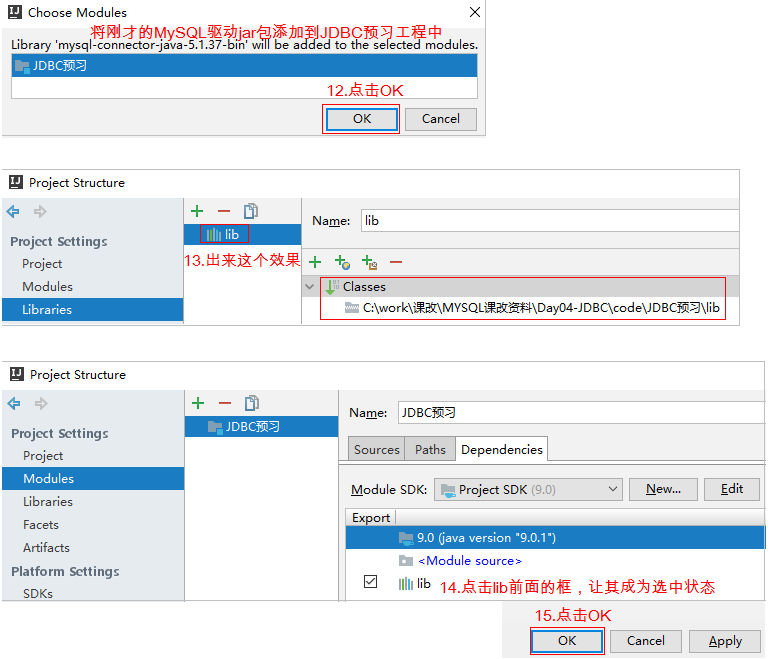 Choose Modules
将刚才的MySQL驱动jar包添加到JDBC预习工程中
Library 'mysql-connector-java-5.1.37-bin' will be added to the selected modules.
JDBC预习
12.点击OK
OK
Cancel
Project Structure
Project Settings
Project
Modules
Libraries
lib
13.出来这个效果
Name: lib
Classes
C:\work\课改\MYSQL课改资料\Day04-JDBC\code\JDBC预习\lib
Project Structure
Project Settings
Project
Modules
Libraries
Facets
Artifacts
Platform Settings
SDKs
JDBC预习
Name: JDBC预习
Sources Paths Dependencies
Module SDK: Project SDK (9.0) New... Edit
Export
9.0 (java version "9.0.1")
<Module source>
lib 14.点击lib前面的框，让其成为选中状态
15.点击OK
OK Cancel Apply